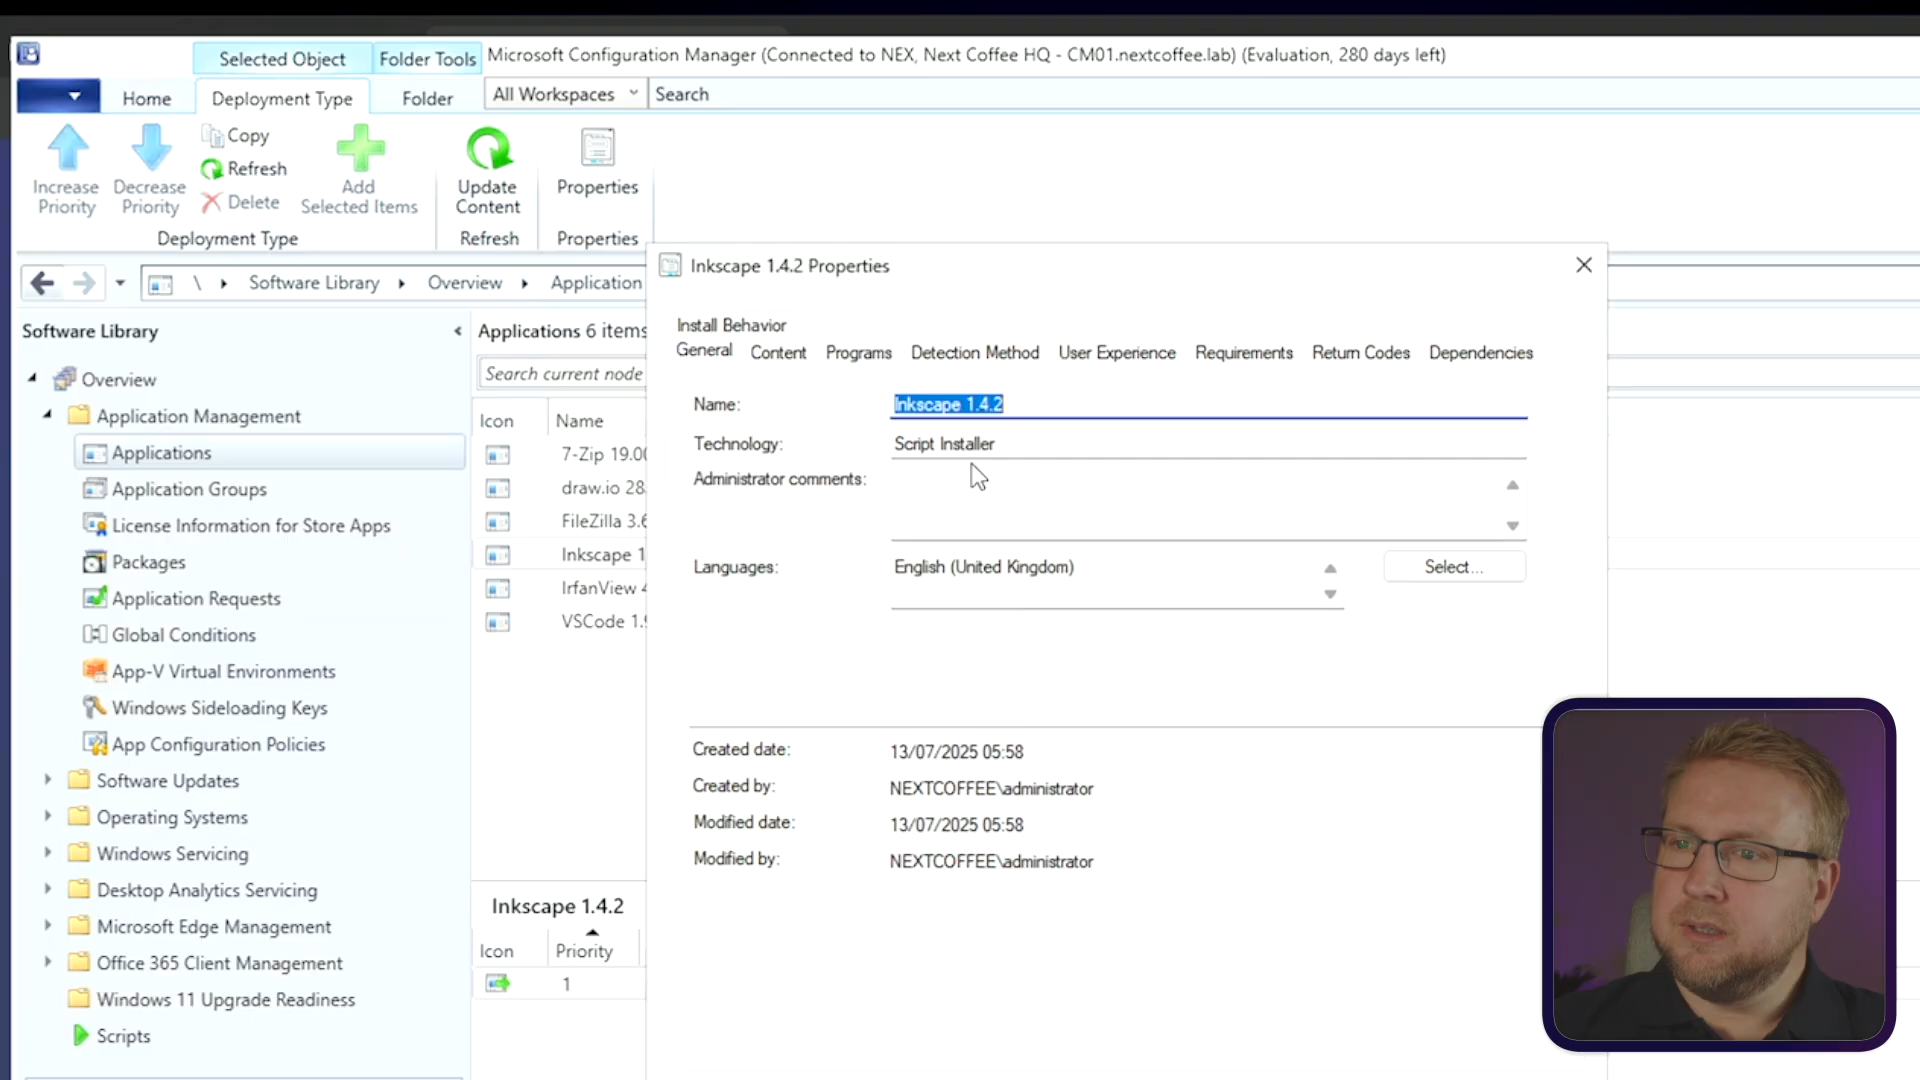 Selected Object
Folder Tools
Microsoft Configuration Manager (Connected to NEX, Next Coffee HQ - CM01.nextcoffee.lab) (Evaluation, 280 days left)
Home
Deployment Type
Folder
All Workspaces
Search
Increase Priority
Decrease Priority
Copy
Refresh
Delete
Add Selected Items
Update Content
Properties
Deployment Type
Refresh
Properties
\ Software Library Overview Application
Software Library
Overview
Application Management
Applications
Application Groups
License Information for Store Apps
Packages
Application Requests
Global Conditions
App-V Virtual Environments
Windows Sideloading Keys
App Configuration Policies
Software Updates
Operating Systems
Windows Servicing
Desktop Analytics Servicing
Microsoft Edge Management
Office 365 Client Management
Windows 11 Upgrade Readiness
Scripts
Applications 6 items
Search current node
Icon Name
7-Zip 19.00
draw.io 28.
FileZilla 3.6
Inkscape 1
IrfanView 4
VSCode 1.9
Inkscape 1.4.2
Icon Priority
1
Inkscape 1.4.2 Properties
Install Behavior
General Content Programs Detection Method User Experience Requirements Return Codes Dependencies
Name: Inkscape 1.4.2
Technology: Script Installer
Administrator comments:
Languages: English (United Kingdom) Select...
Created date: 13/07/2025 05:58
Created by: NEXTCOFFEE\administrator
Modified date: 13/07/2025 05:58
Modified by: NEXTCOFFEE\administrator